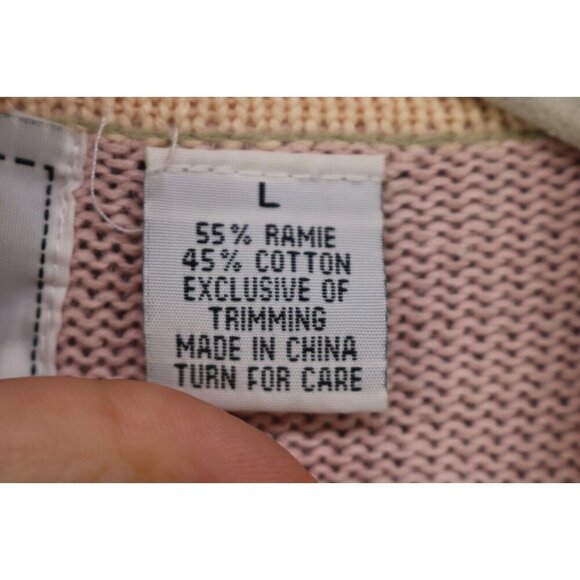 L
55% RAMIE
45% COTTON
EXCLUSIVE OF
TRIMMING
MADE IN CHINA
TURN FOR CARE